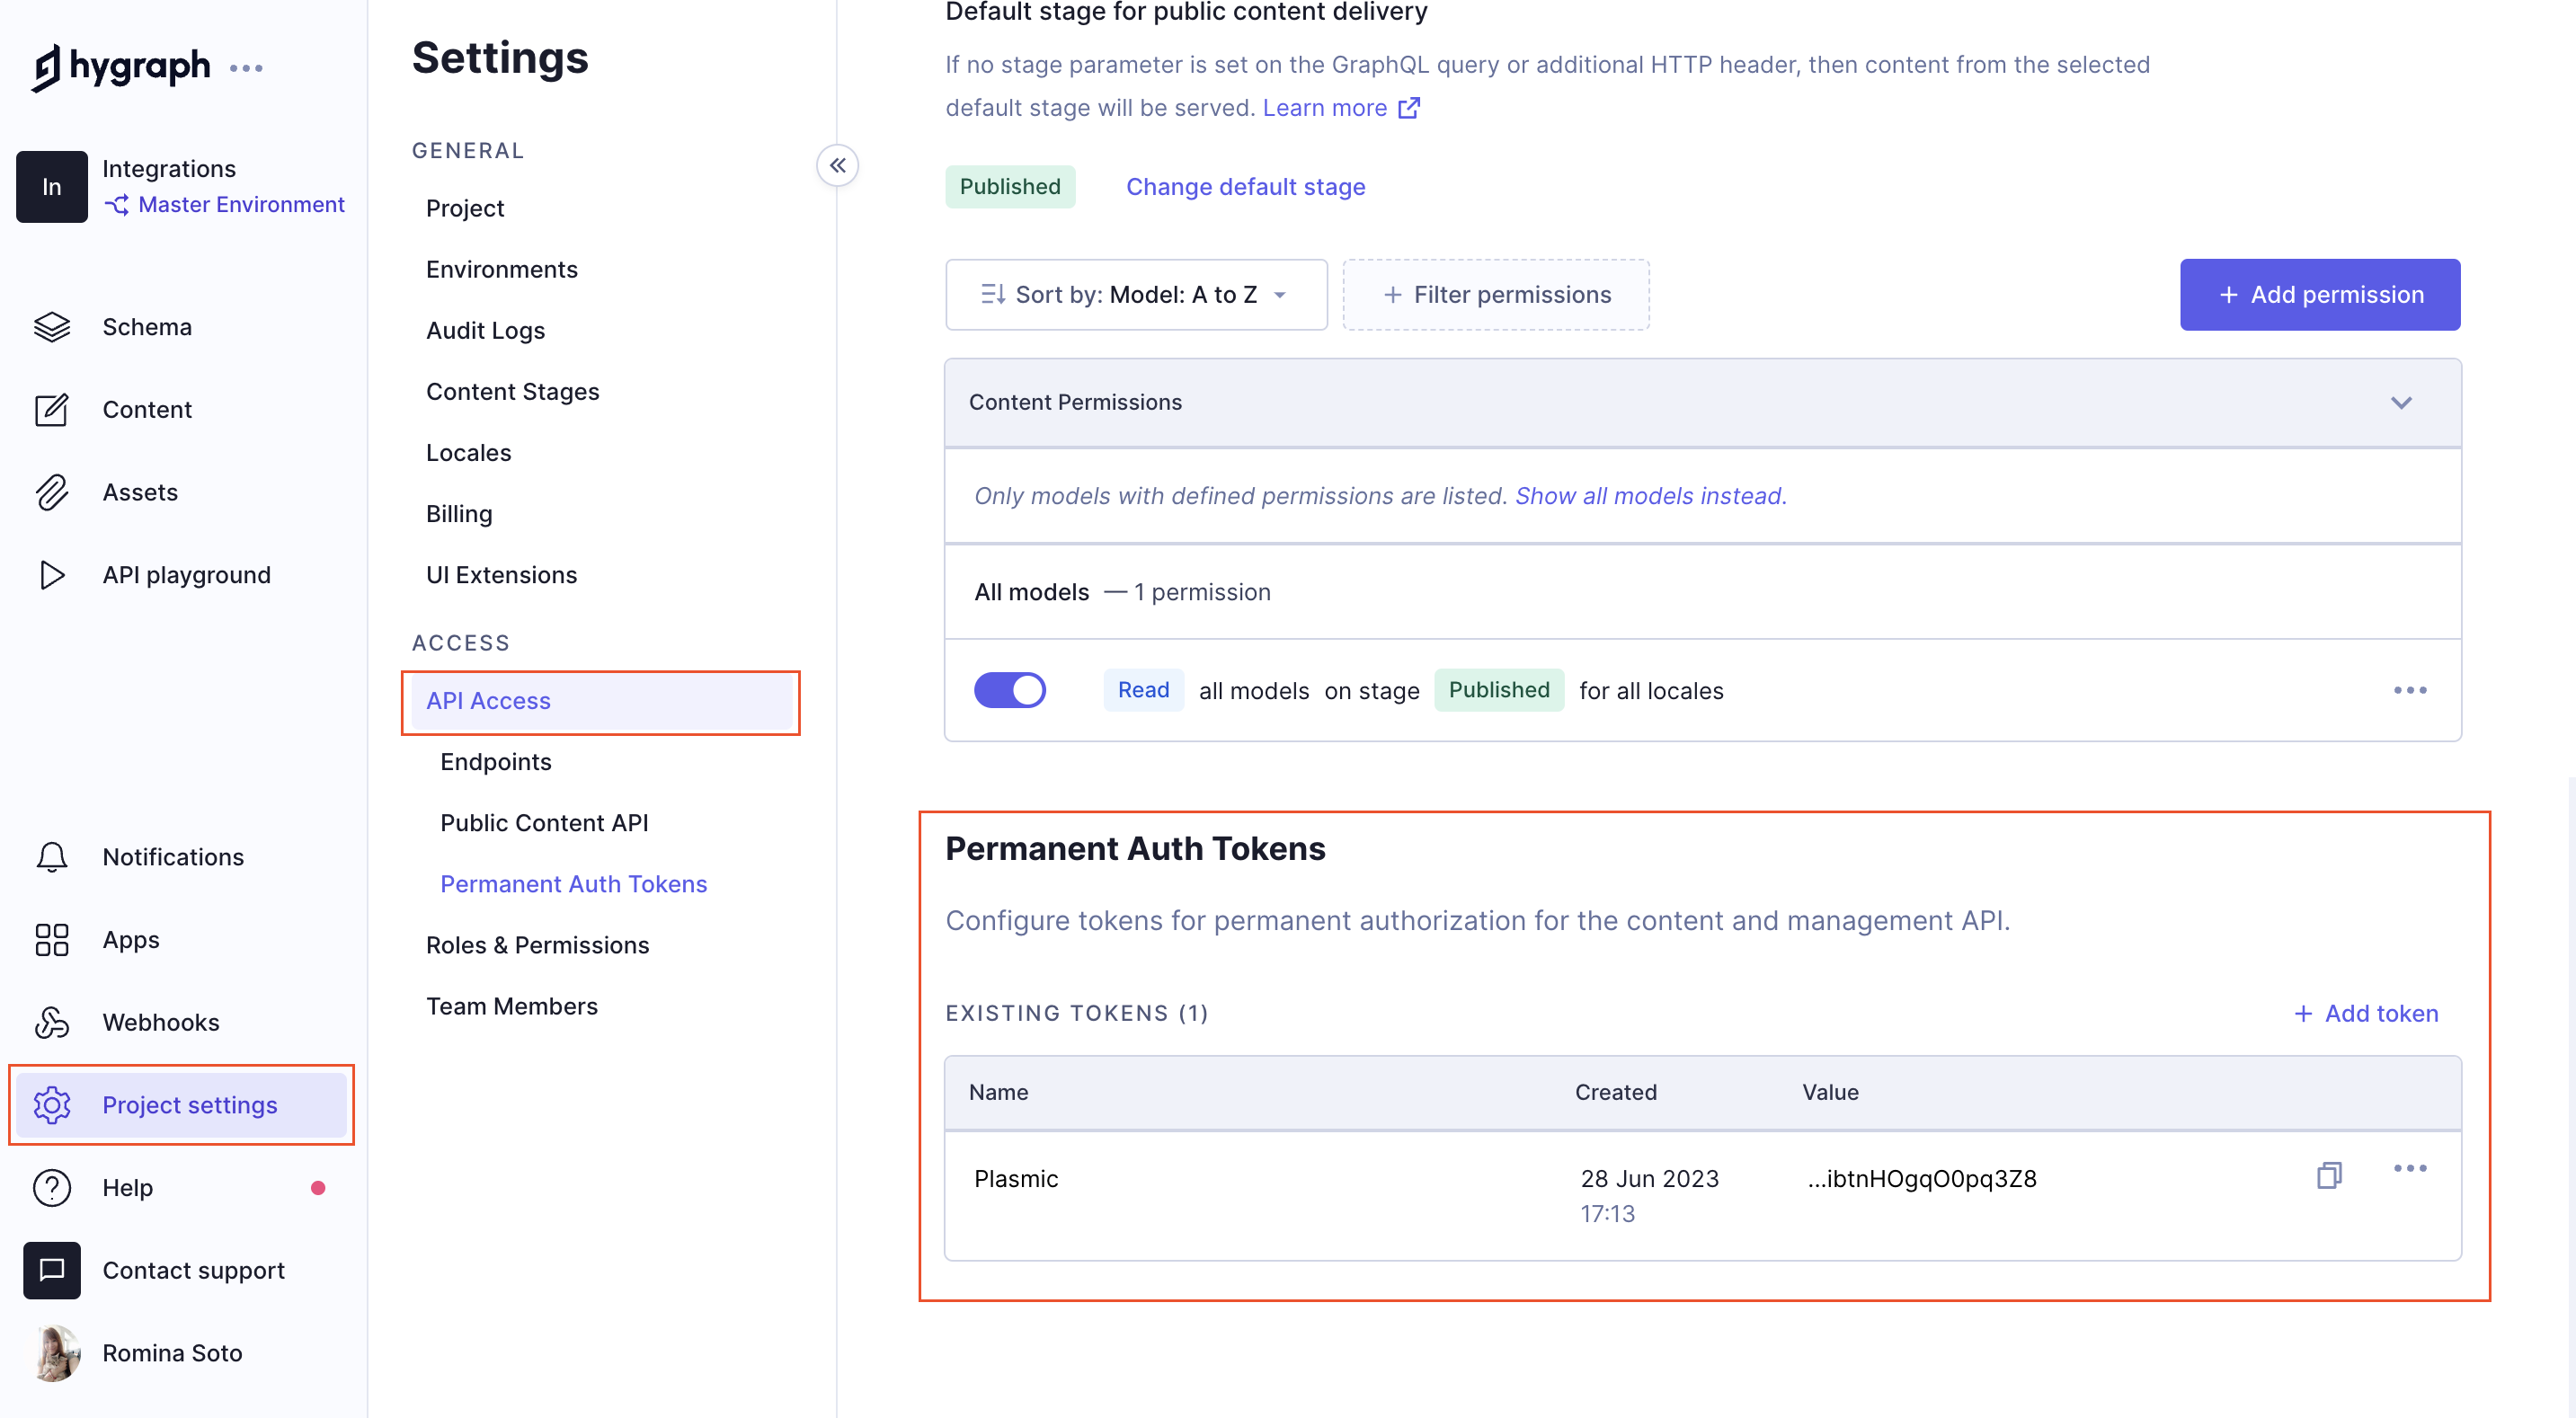 hygraph
In
Integrations
Master Environment
Schema
Content
Assets
API playground
Notifications
Apps
Webhooks
Project settings
Help
Contact support
Romina Soto
Settings
GENERAL
Project
Environments
Audit Logs
Content Stages
Locales
Billing
UI Extensions
ACCESS
API Access
Endpoints
Public Content API
Permanent Auth Tokens
Roles & Permissions
Team Members
Default stage for public content delivery
If no stage parameter is set on the GraphQL query or additional HTTP header, then content from the selected
default stage will be served. Learn more
Published Change default stage
Sort by: Model: A to Z + Filter permissions + Add permission
Content Permissions
Only models with defined permissions are listed. Show all models instead.
All models — 1 permission
Read all models on stage Published for all locales
Permanent Auth Tokens
Configure tokens for permanent authorization for the content and management API.
EXISTING TOKENS (1) + Add token
Name Created Value
Plasmic 28 Jun 2023 ...ibtnHOgqO0pq3Z8
17:13